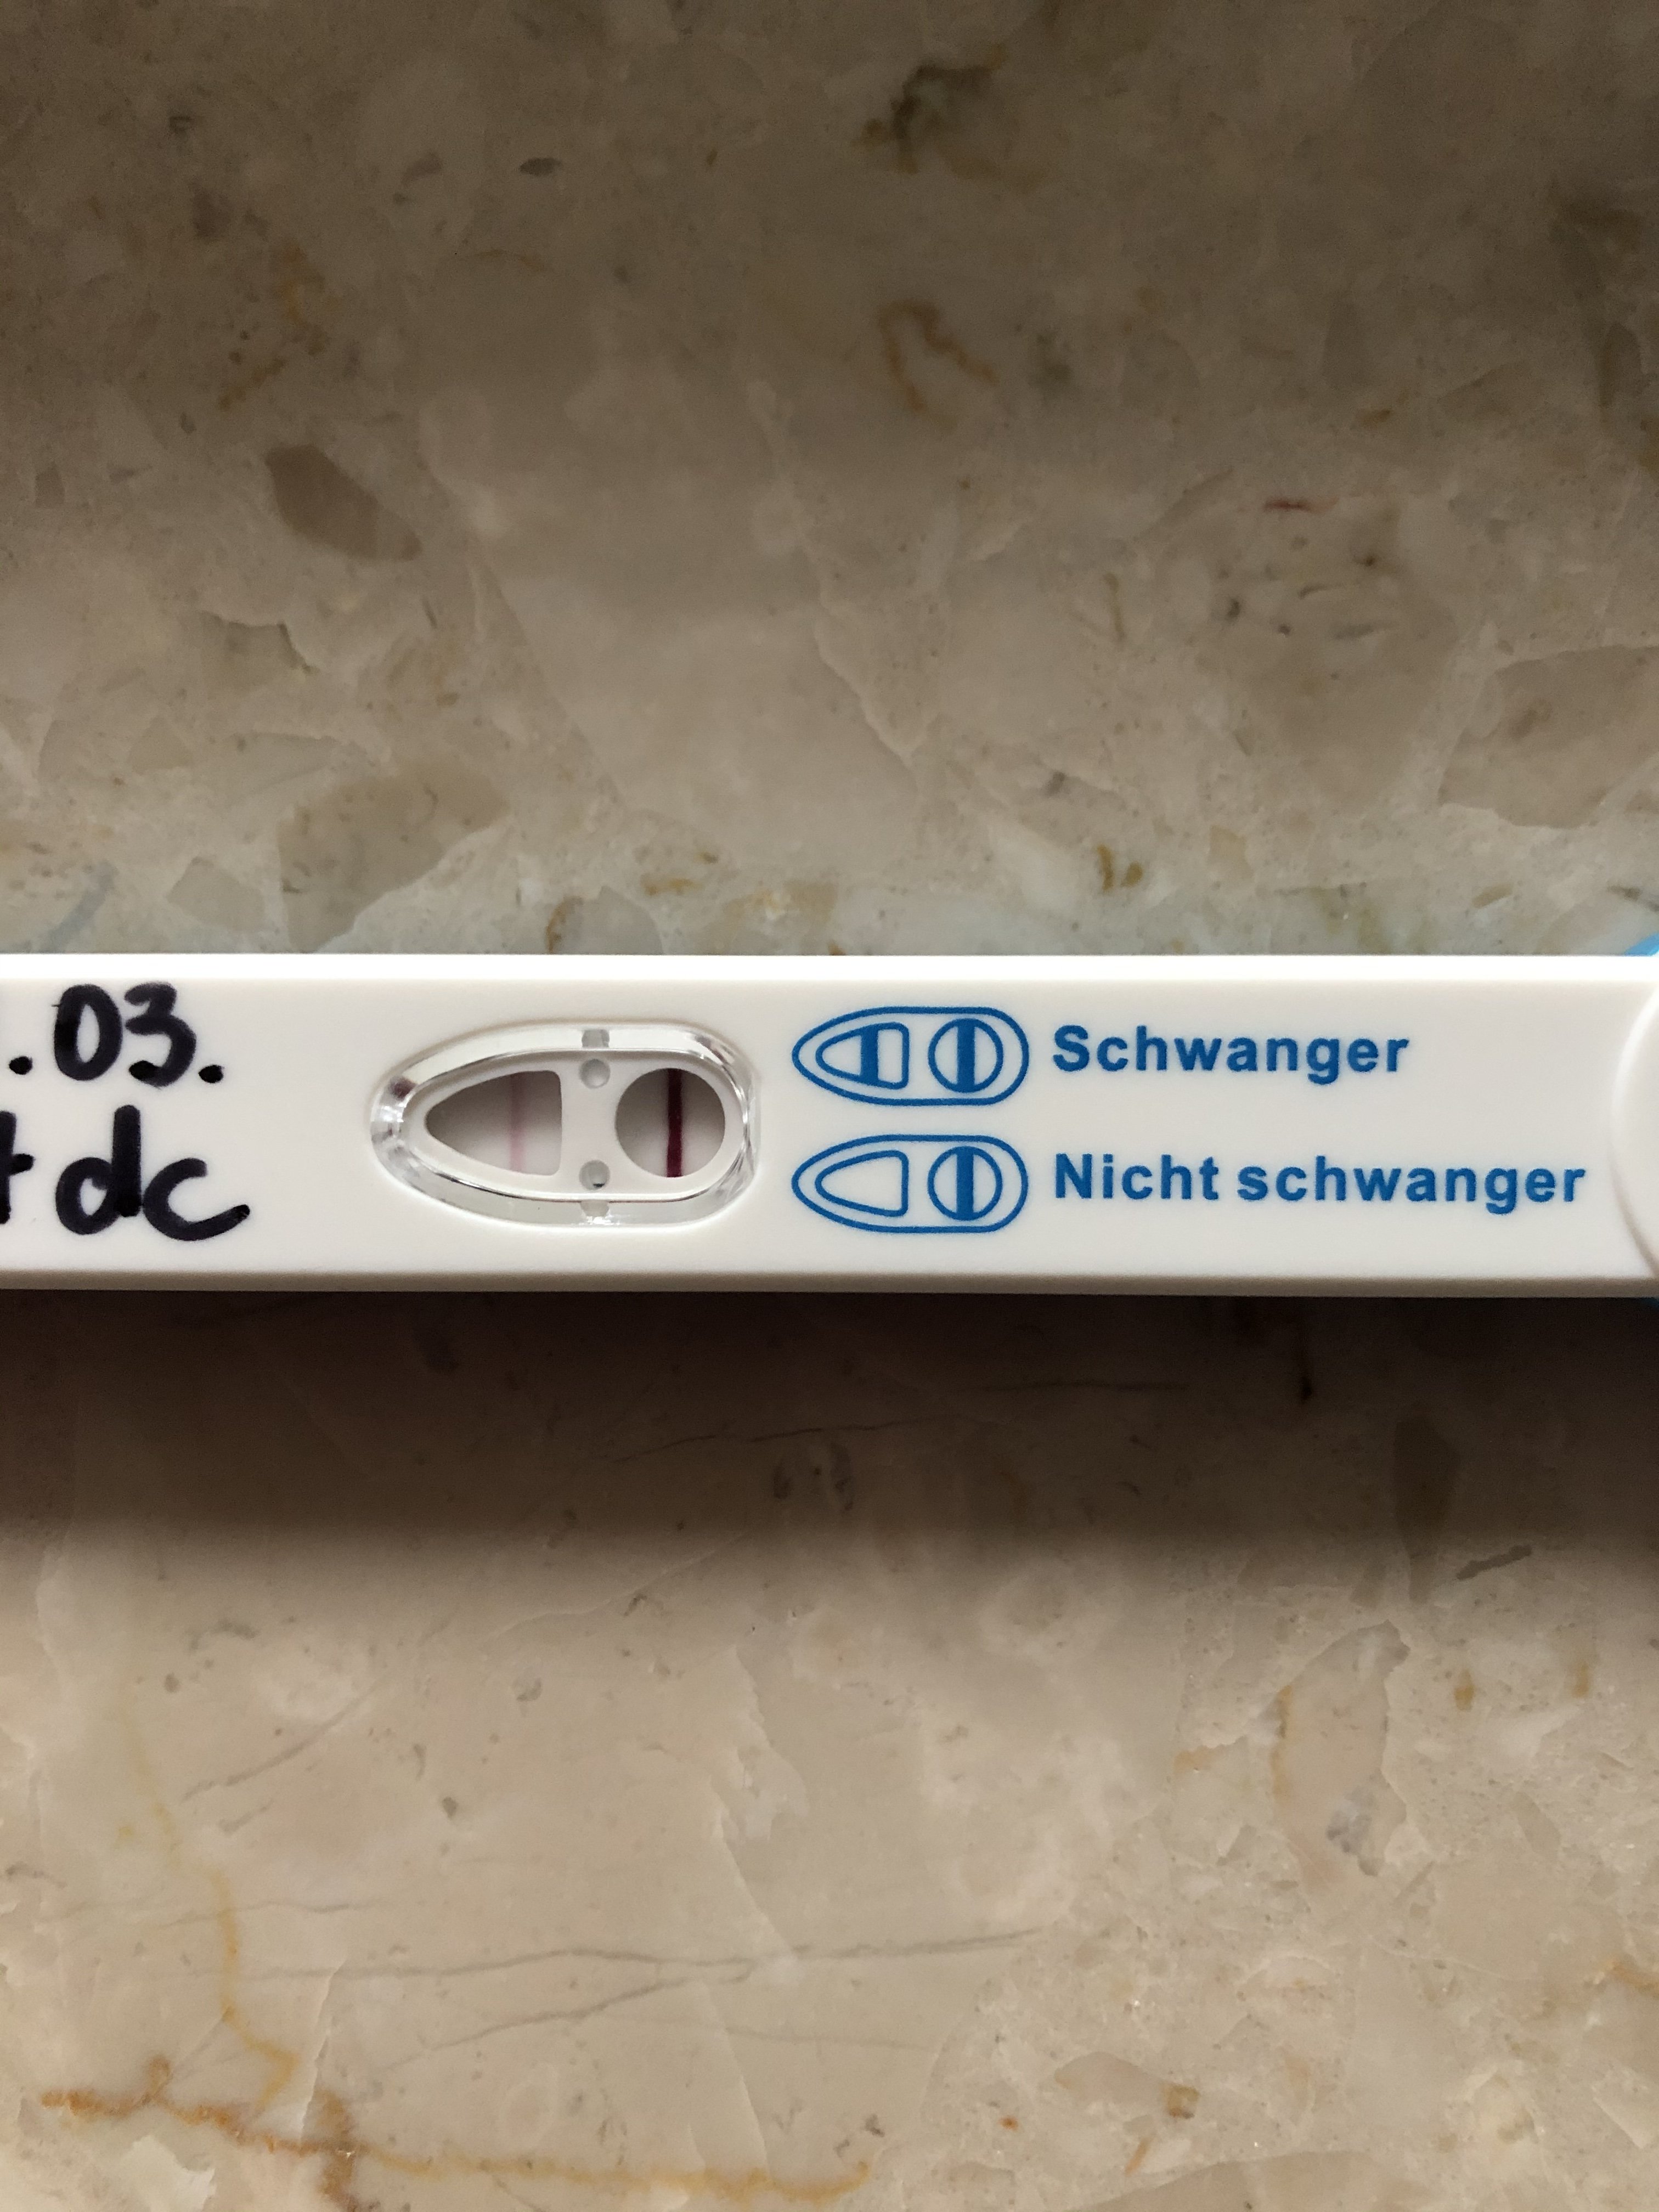 .03.
dc
Schwanger
Nicht schwanger